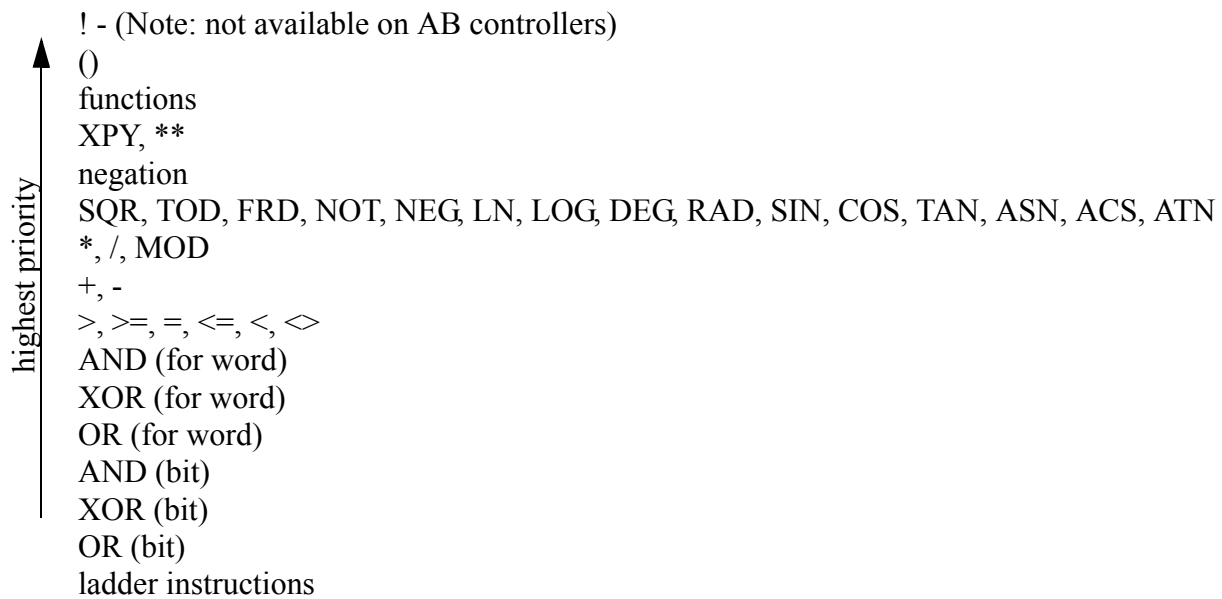 ! - (Note: not available on AB controllers)
()
functions
XPY, **
negation
SQR, TOD, FRD, NOT, NEG, LN, LOG, DEG, RAD, SIN, COS, TAN, ASN, ACS, ATN
*, /, MOD
+, -
>, >=, =, <=, <, <>
AND (for word)
XOR (for word)
OR (for word)
AND (bit)
XOR (bit)
OR (bit)
ladder instructions
highest priority